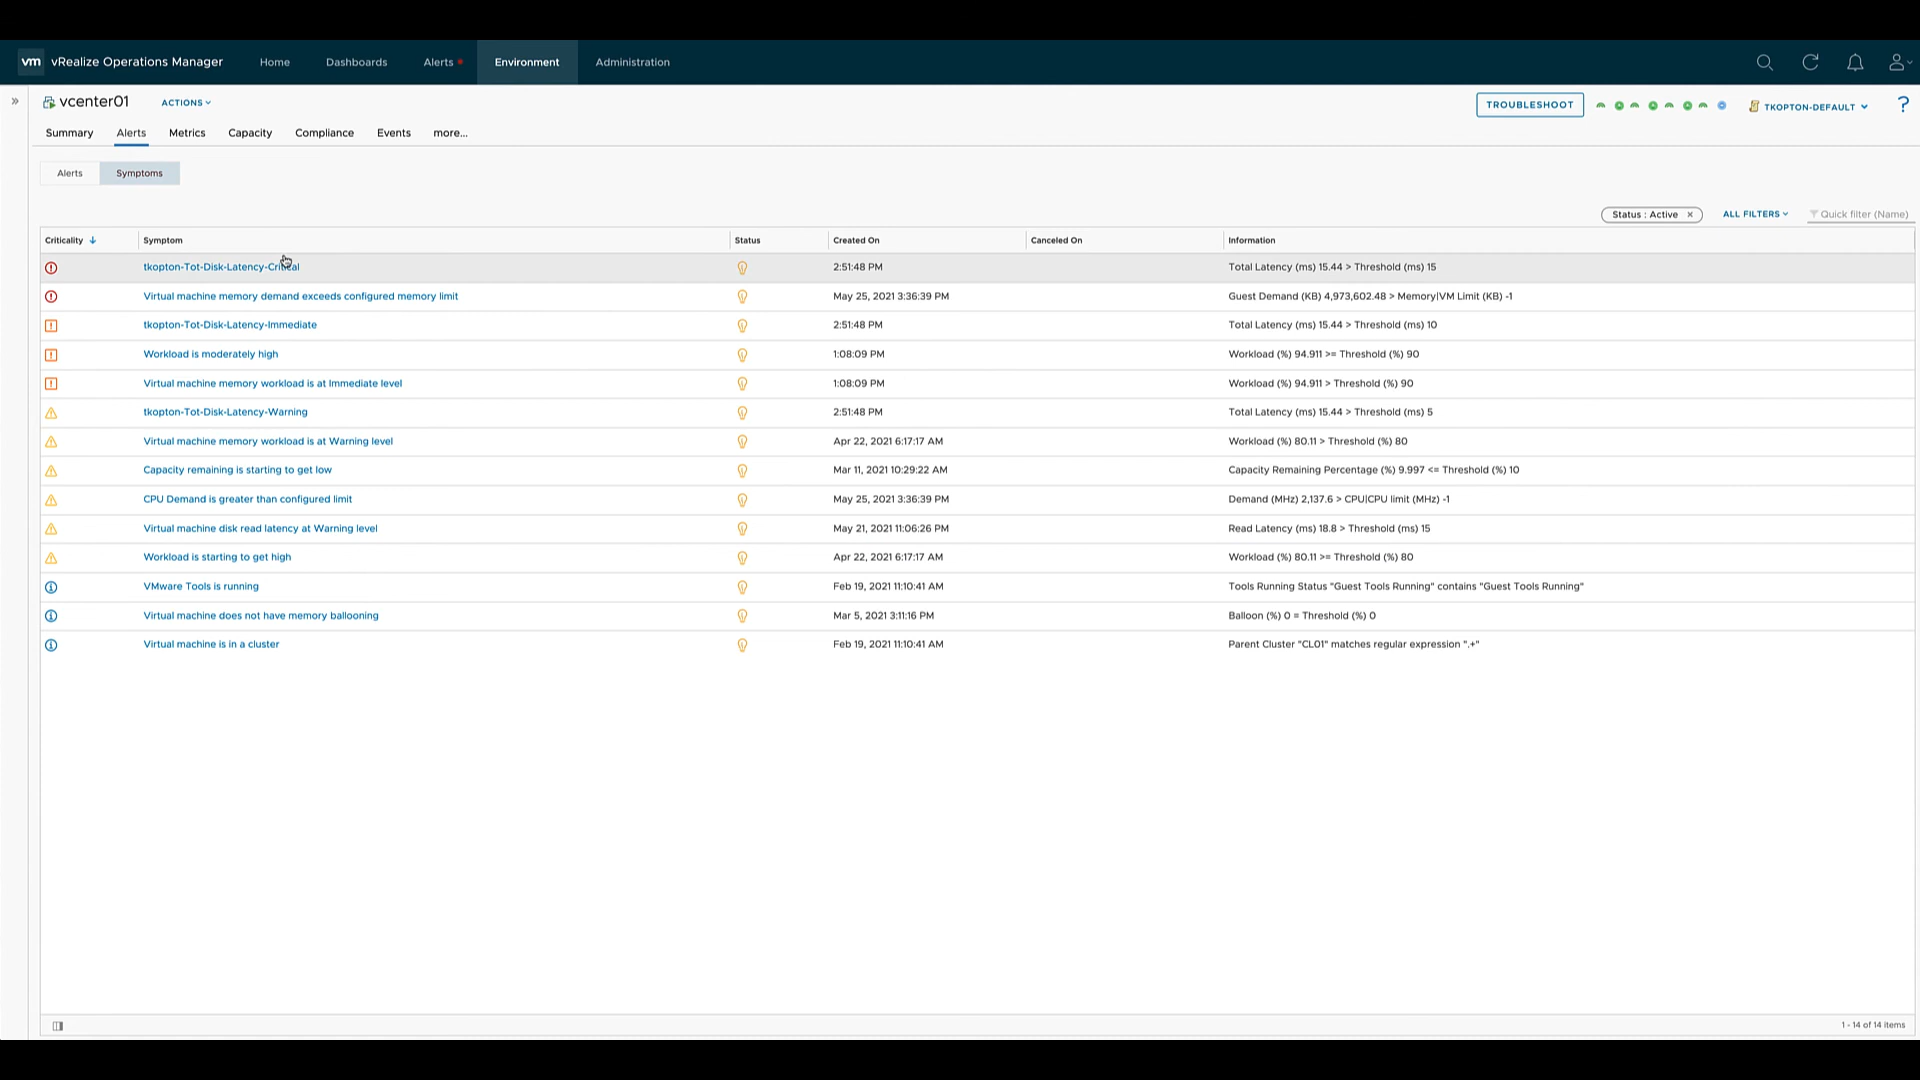 vm vRealize Operations Manager Home Dashboards Alerts Environment Administration
vcenter01 ACTIONS TROUBLESHOOT TKOPTON-DEFAULT ?
Summary Alerts Metrics Capacity Compliance Events more...
Alerts Symptoms
Status : Active × ALL FILTERS Quick filter (Name)
Criticality Symptom Status Created On Canceled On Information
tkopton-Tot-Disk-Latency-Critical 2:51:48 PM Total Latency (ms) 15.44 > Threshold (ms) 15
Virtual machine memory demand exceeds configured memory limit May 25, 2021 3:36:39 PM Guest Demand (KB) 4,973,602.48 > Memory|VM Limit (KB) -1
tkopton-Tot-Disk-Latency-Immediate 2:51:48 PM Total Latency (ms) 15.44 > Threshold (ms) 10
Workload is moderately high 1:08:09 PM Workload (%) 94.911 >= Threshold (%) 90
Virtual machine memory workload is at Immediate level 1:08:09 PM Workload (%) 94.911 > Threshold (%) 90
tkopton-Tot-Disk-Latency-Warning 2:51:48 PM Total Latency (ms) 15.44 > Threshold (ms) 5
Virtual machine memory workload is at Warning level Apr 22, 2021 6:17:17 AM Workload (%) 80.11 > Threshold (%) 80
Capacity remaining is starting to get low Mar 11, 2021 10:29:22 AM Capacity Remaining Percentage (%) 9.997 <= Threshold (%) 10
CPU Demand is greater than configured limit May 25, 2021 3:36:39 PM Demand (MHz) 2,137.6 > CPU|CPU limit (MHz) -1
Virtual machine disk read latency at Warning level May 21, 2021 11:06:26 PM Read Latency (ms) 18.8 > Threshold (ms) 15
Workload is starting to get high Apr 22, 2021 6:17:17 AM Workload (%) 80.11 >= Threshold (%) 80
VMware Tools is running Feb 19, 2021 11:10:41 AM Tools Running Status "Guest Tools Running" contains "Guest Tools Running"
Virtual machine does not have memory ballooning Mar 5, 2021 3:11:16 PM Balloon (%) 0 = Threshold (%) 0
Virtual machine is in a cluster Feb 19, 2021 11:10:41 AM Parent Cluster "CL01" matches regular expression ".+"
1 - 14 of 14 items